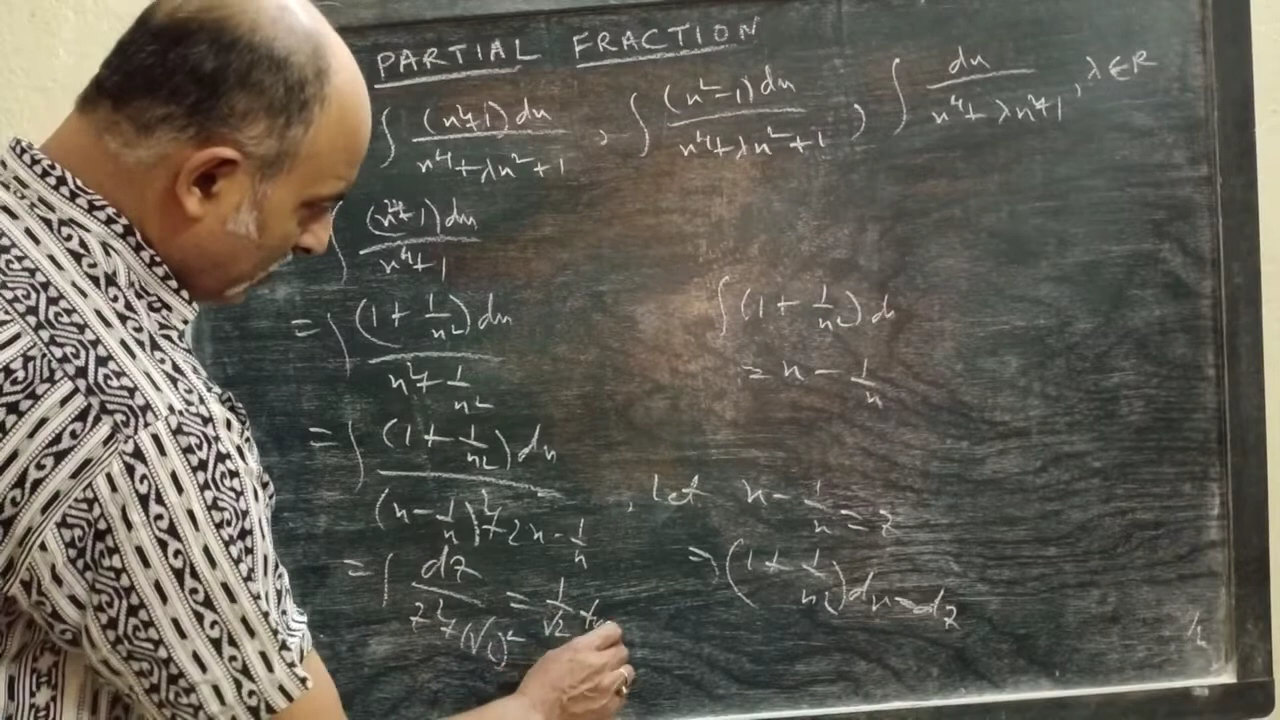 PARTIAL FRACTION
∫ (x²+1)dx / x⁴+λx²+1 , ∫ (x²-1)dx / x⁴+λx²+1 , ∫ dx / x⁴+λx²+1 , λ∈R
∫ (x²+1)dx / x⁴+1
= ∫ (1 + 1/x²)dx / x²+1/x²
∫ (1 + 1/x²) d
= x - 1/x
= ∫ (1 + 1/x²)dx / (x - 1/x)²+2x·1/x , let x - 1/x = z
⇒ (1 + 1/x²)dx = dz
= ∫ dz / z²+(√)² = 1/√2